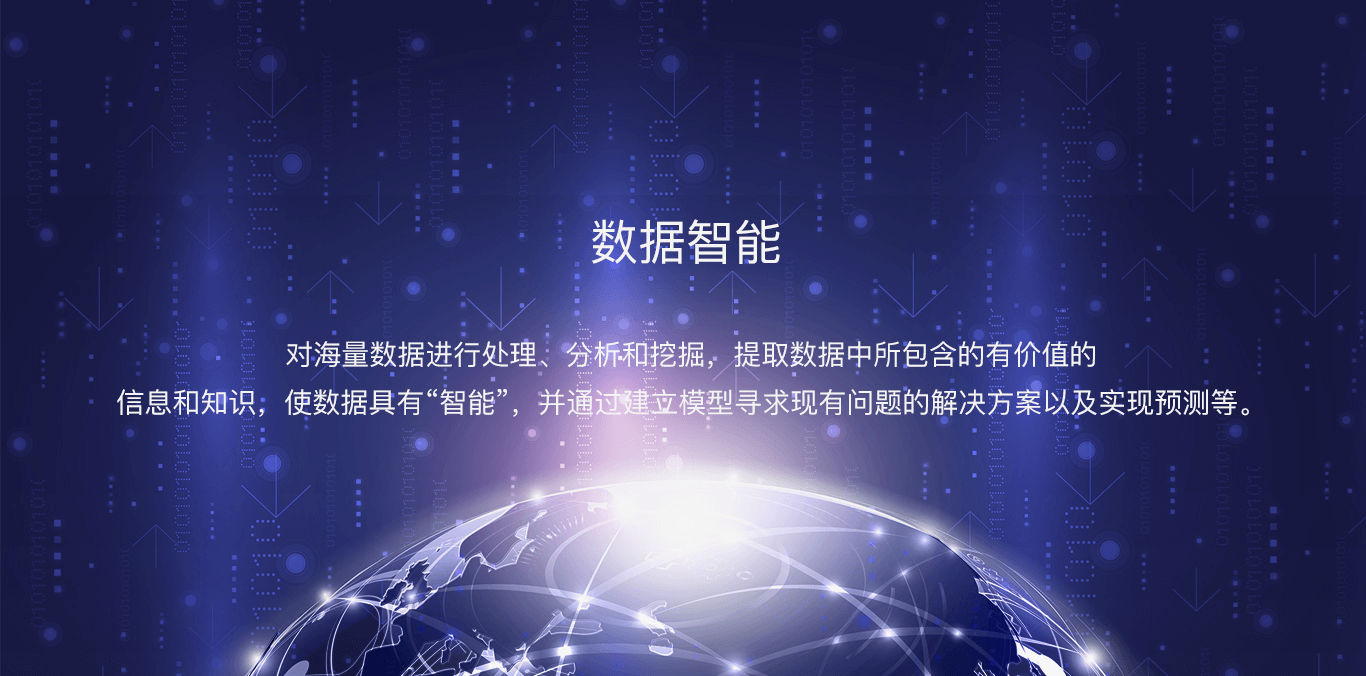 数据智能
对海量数据进行处理、分析和挖掘，提取数据中所包含的有价值的
信息和知识，使数据具有“智能”，并通过建立模型寻求现有问题的解决方案以及实现预测等。